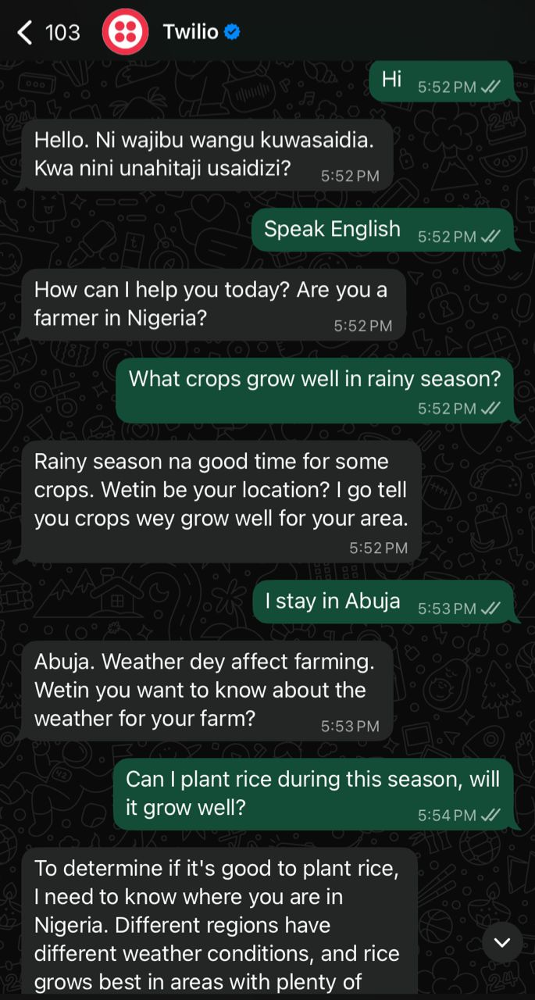 103
Twilio
Hi 5:52 PM
Hello. Ni wajibu wangu kuwasaidia.
Kwa nini unahitaji usaidizi? 5:52 PM
Speak English 5:52 PM
How can I help you today? Are you a
farmer in Nigeria? 5:52 PM
What crops grow well in rainy season?
5:52 PM
Rainy season na good time for some
crops. Wetin be your location? I go tell
you crops wey grow well for your area.
5:52 PM
I stay in Abuja 5:53 PM
Abuja. Weather dey affect farming.
Wetin you want to know about the
weather for your farm? 5:53 PM
Can I plant rice during this season, will
it grow well? 5:54 PM
To determine if it's good to plant rice,
I need to know where you are in
Nigeria. Different regions have
different weather conditions, and rice
grows best in areas with plenty of